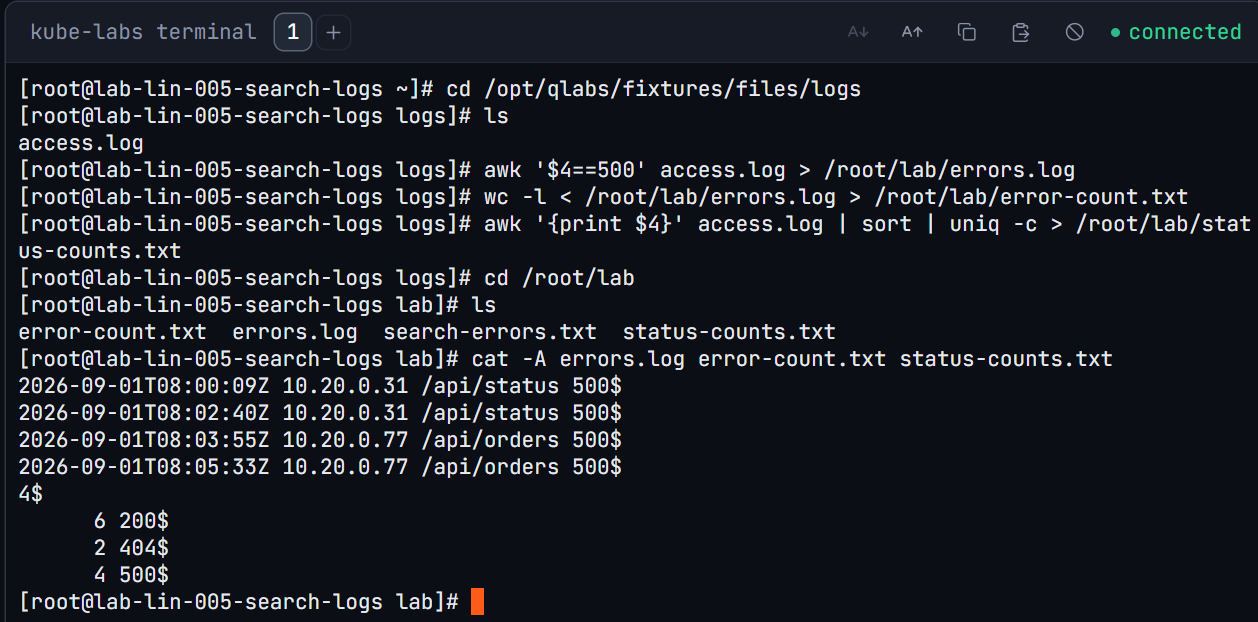 kube-labs terminal 1 + A↓ A↑ connected
[root@lab-lin-005-search-logs ~]# cd /opt/qlabs/fixtures/files/logs
[root@lab-lin-005-search-logs logs]# ls
access.log
[root@lab-lin-005-search-logs logs]# awk '$4==500' access.log > /root/lab/errors.log
[root@lab-lin-005-search-logs logs]# wc -l < /root/lab/errors.log > /root/lab/error-count.txt
[root@lab-lin-005-search-logs logs]# awk '{print $4}' access.log | sort | uniq -c > /root/lab/stat
us-counts.txt
[root@lab-lin-005-search-logs logs]# cd /root/lab
[root@lab-lin-005-search-logs lab]# ls
error-count.txt  errors.log  search-errors.txt  status-counts.txt
[root@lab-lin-005-search-logs lab]# cat -A errors.log error-count.txt status-counts.txt
2026-09-01T08:00:09Z 10.20.0.31 /api/status 500$
2026-09-01T08:02:40Z 10.20.0.31 /api/status 500$
2026-09-01T08:03:55Z 10.20.0.77 /api/orders 500$
2026-09-01T08:05:33Z 10.20.0.77 /api/orders 500$
4$
      6 200$
      2 404$
      4 500$
[root@lab-lin-005-search-logs lab]#